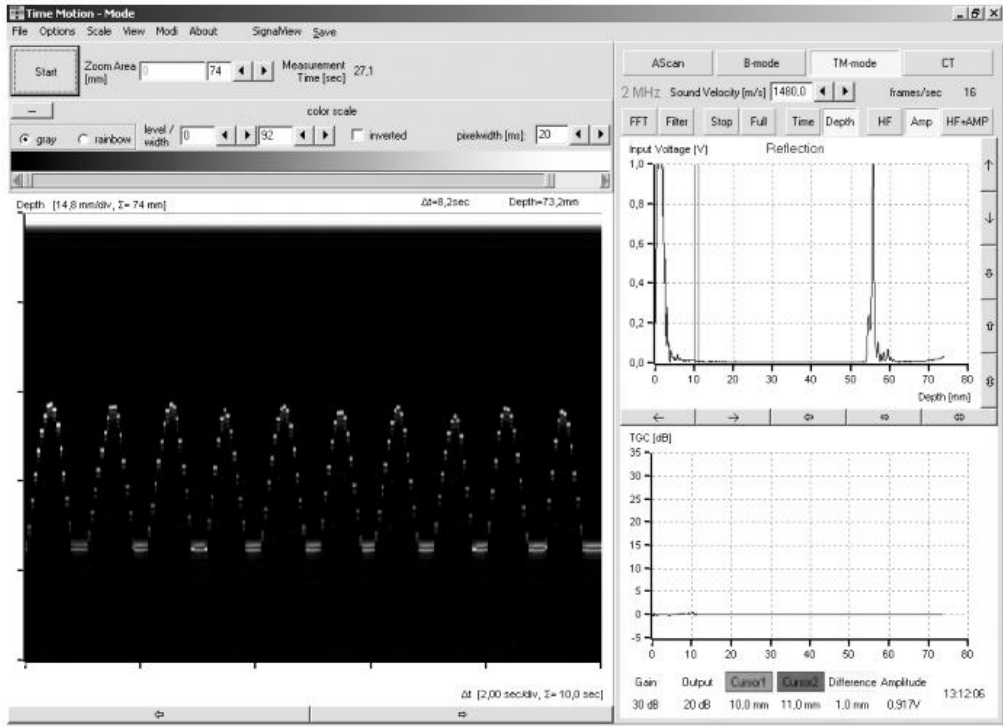 Time Motion - Mode
File Options Scale View Modi About SignalView Save
Start
Zoom Area [mm] 0 74
Measurement Time [sec] 27,1
color scale
gray rainbow
level / width 0 92
inverted
pixelwidth [ms]: 20
Depth [14,8 mm/div, Σ= 74 mm]
Δt=8,2sec
Depth=73,2mm
Δt [2,00 sec/div, Σ= 10,0 sec]
AScan B-mode TM-mode CT
2 MHz Sound Velocity [m/s] 1480,0 frames/sec 16
FFT Filter Stop Full Time Depth HF Amp HF+AMP
Input Voltage [V] Reflection
1,0
0,8
0,6
0,4
0,2
0,0
0 10 20 30 40 50 60 70 80
Depth [mm]
TGC [dB]
35
30
25
20
15
10
5
0
-5
0 10 20 30 40 50 60 70 80
Gain Output Cursor1 Cursor2 Difference Amplitude
30 dB 20 dB 10,0 mm 11,0 mm 1,0 mm 0,917V
13:12:06